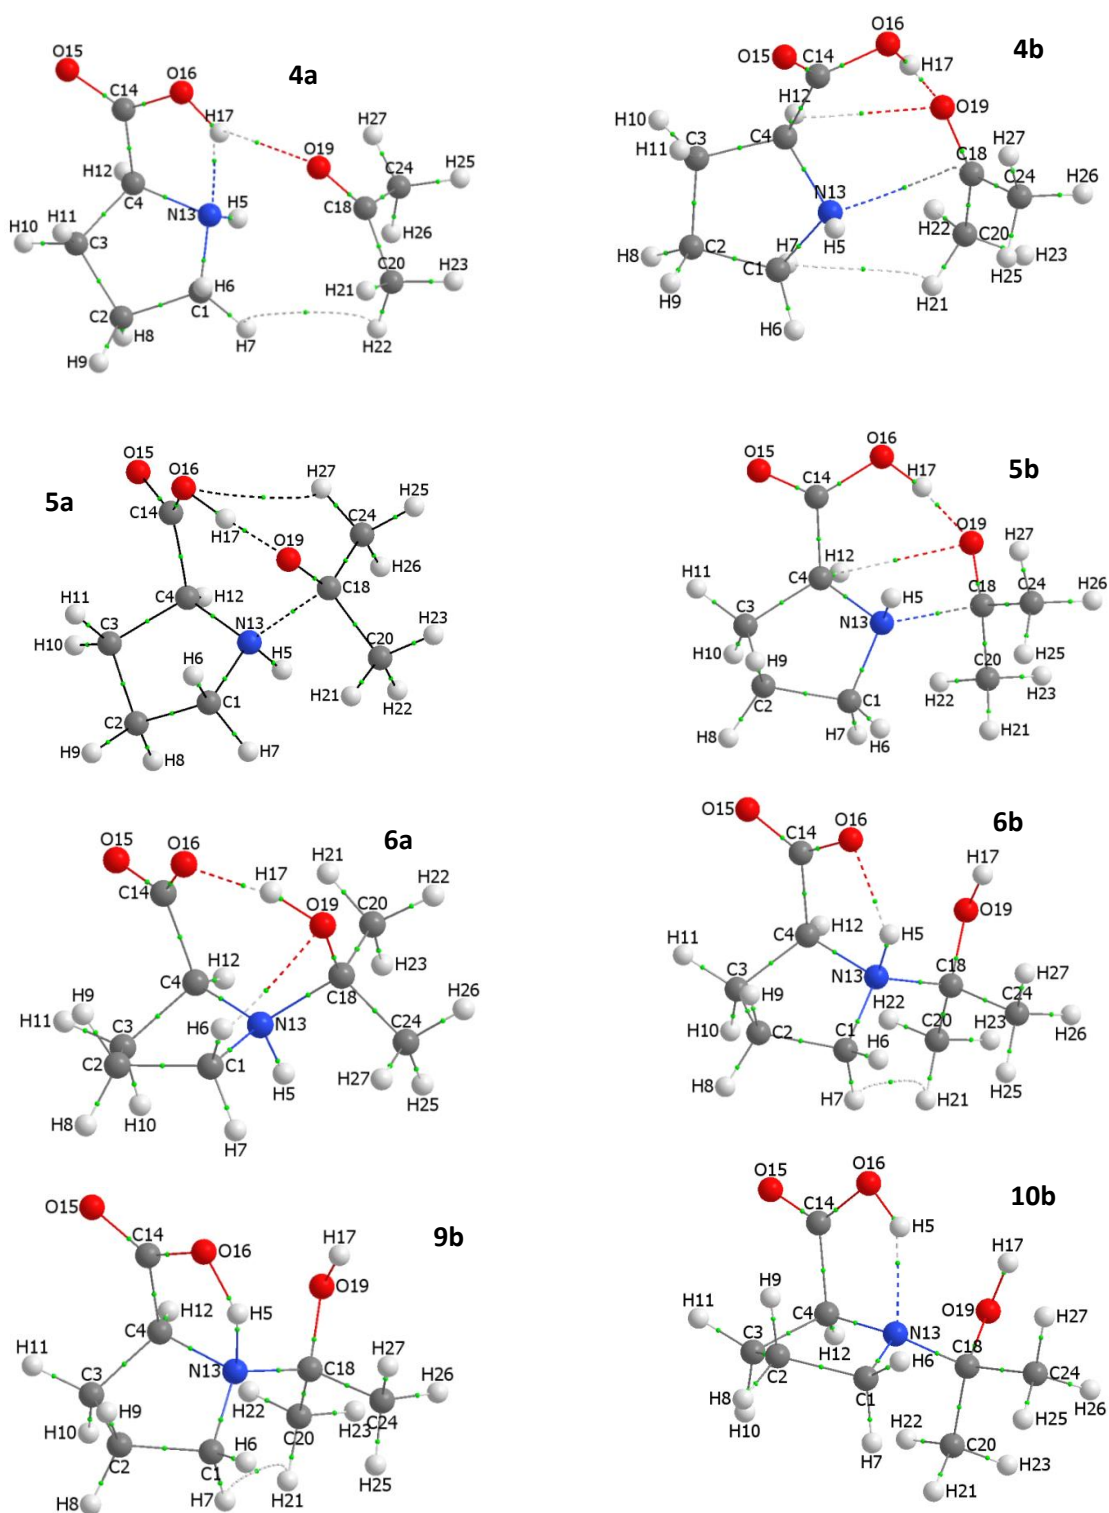 4a
O15
O16
C14
H17
H27
O19
C24
H25
H12
C4
N13
H5
C18
H26
H11
H10
C3
C20
H23
H21
H6
C1
C2
H8
H7
H22
H9
4b
O16
O15
C14
H17
H12
O19
H10
C3
C4
H27
H11
C18
C24
H26
N13
H22
C20
H8
C2
H7
H5
H23
C1
H25
H9
H21
H6
5a
O15
O16
H27
H25
C14
C24
H17
O19
H26
C4
H12
C18
H11
N13
H23
C3
C20
H10
H6
H5
C1
H21
H22
C2
H9
H8
H7
5b
O16
O15
C14
H17
O19
H27
H11
C4
H12
C18
C24
H26
H5
C3
N13
H10
H9
H25
C20
H22
H23
C2
C1
H8
H7
H6
H21
6a
O15
O16
H21
C14
H17
H22
O19
C20
H12
H23
C4
C18
H9
H26
H11
H6
N13
C3
C24
C2
C1
H5
H27
H25
H8
H10
H7
6b
O15
O16
C14
H17
O19
H12
H5
H11
C4
C3
N13
C18
H27
H9
H22
C24
H10
C2
C20
H23
H26
C1
H6
H25
H8
H7
H21
9b
O15
C14
O16
H17
O19
H12
H5
C4
H11
H27
N13
C18
H26
C3
H22
H9
H23
C24
H10
C20
C2
C1
H6
H25
H8
H7
H21
10b
O16
O15
C14
H5
H17
H9
H11
C4
O19
H27
N13
C3
H12
H6
C18
C2
C24
C1
H8
H26
H10
H22
H25
C20
H7
H23
H21